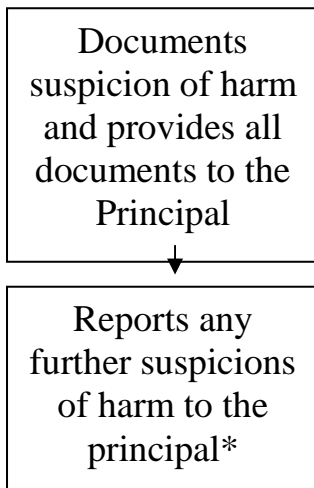 Documents
suspicion of harm
and provides all
documents to the
Principal
Reports any
further suspicions
of harm to the
principal*